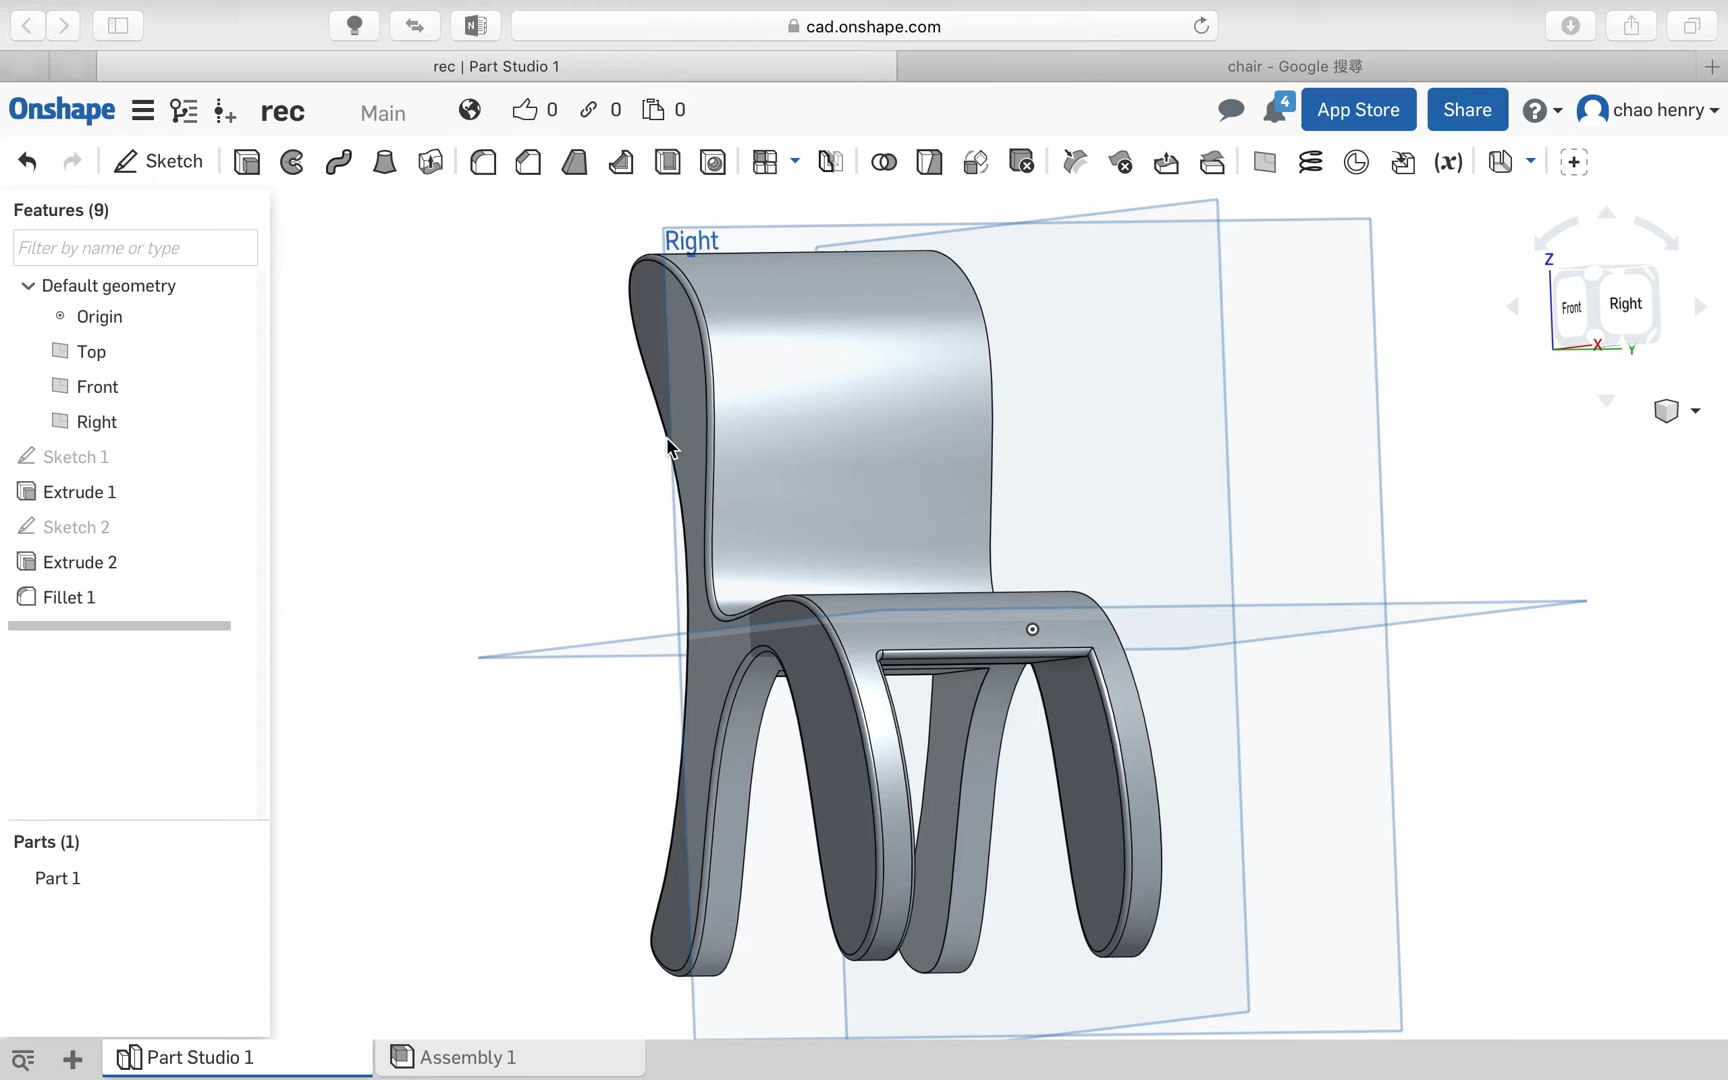 cad.onshape.com
rec | Part Studio 1
chair - Google 搜尋
Onshape
rec
Main
0
0
0
4
App Store
Share
chao henry
Sketch
(x)
Features (9)
Filter by name or type
Default geometry
Origin
Top
Front
Right
Sketch 1
Extrude 1
Sketch 2
Extrude 2
Fillet 1
Parts (1)
Part 1
Right
Z
Front
Right
X
Y
Part Studio 1
Assembly 1